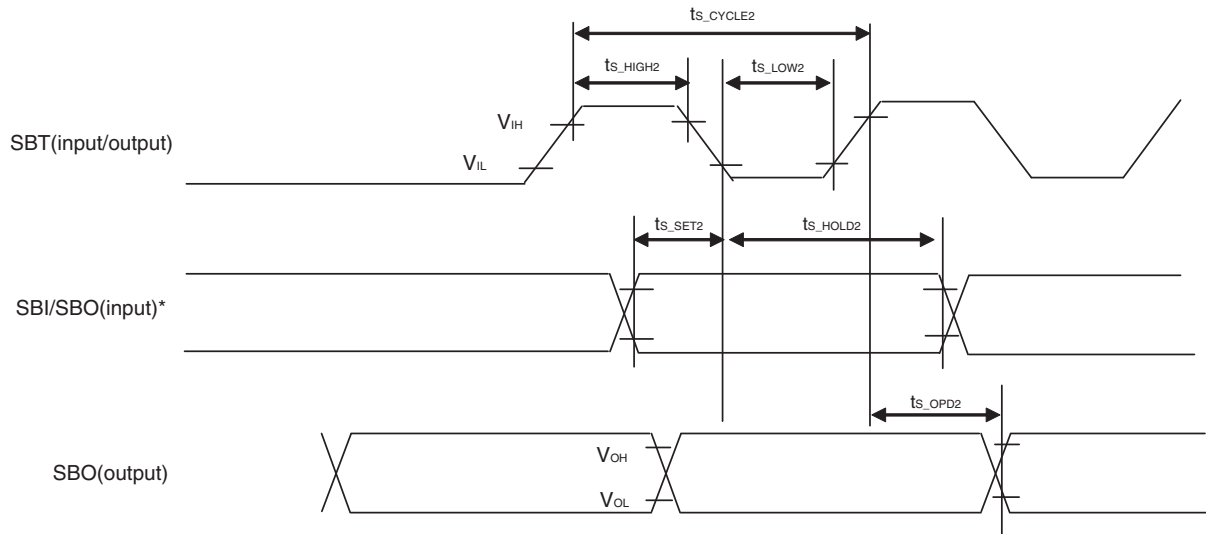 tS_CYCLE2
tS_HIGH2
tS_LOW2
SBT(input/output)
VIH
VIL
tS_SET2
tS_HOLD2
SBI/SBO(input)*
tS_OPD2
SBO(output)
VOH
VOL